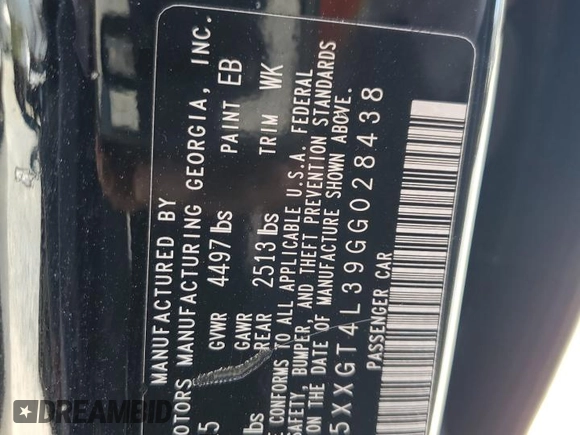 MANUFACTURED BY
OTORS MANUFACTURING GEORGIA, INC.
GVWR 4497 lbs PAINT EB
GAWR
lbs REAR 2513 lbs TRIM WK
E CONFORMS TO ALL APPLICABLE U.S.A. FEDERAL
SAFETY, BUMPER, AND THEFT PREVENTION STANDARDS
ON THE DATE OF MANUFACTURE SHOWN ABOVE.
5XXGT4L39GG028438
PASSENGER CAR
DREAMBID